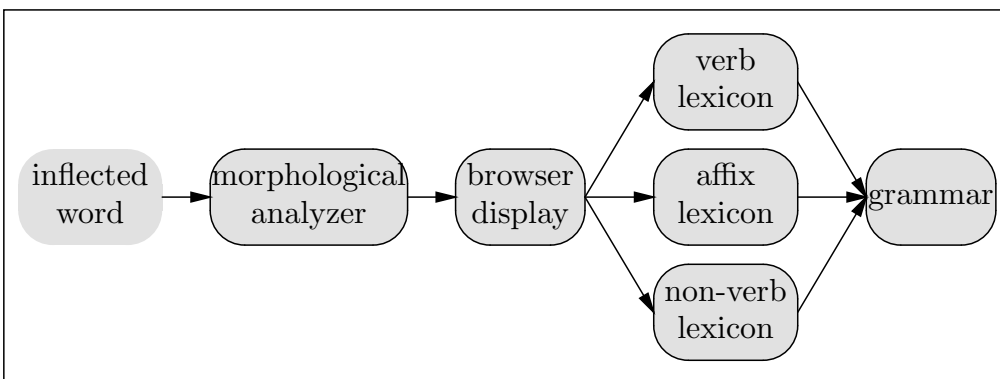 inflected
word
morphological
analyzer
browser
display
verb
lexicon
affix
lexicon
non-verb
lexicon
grammar